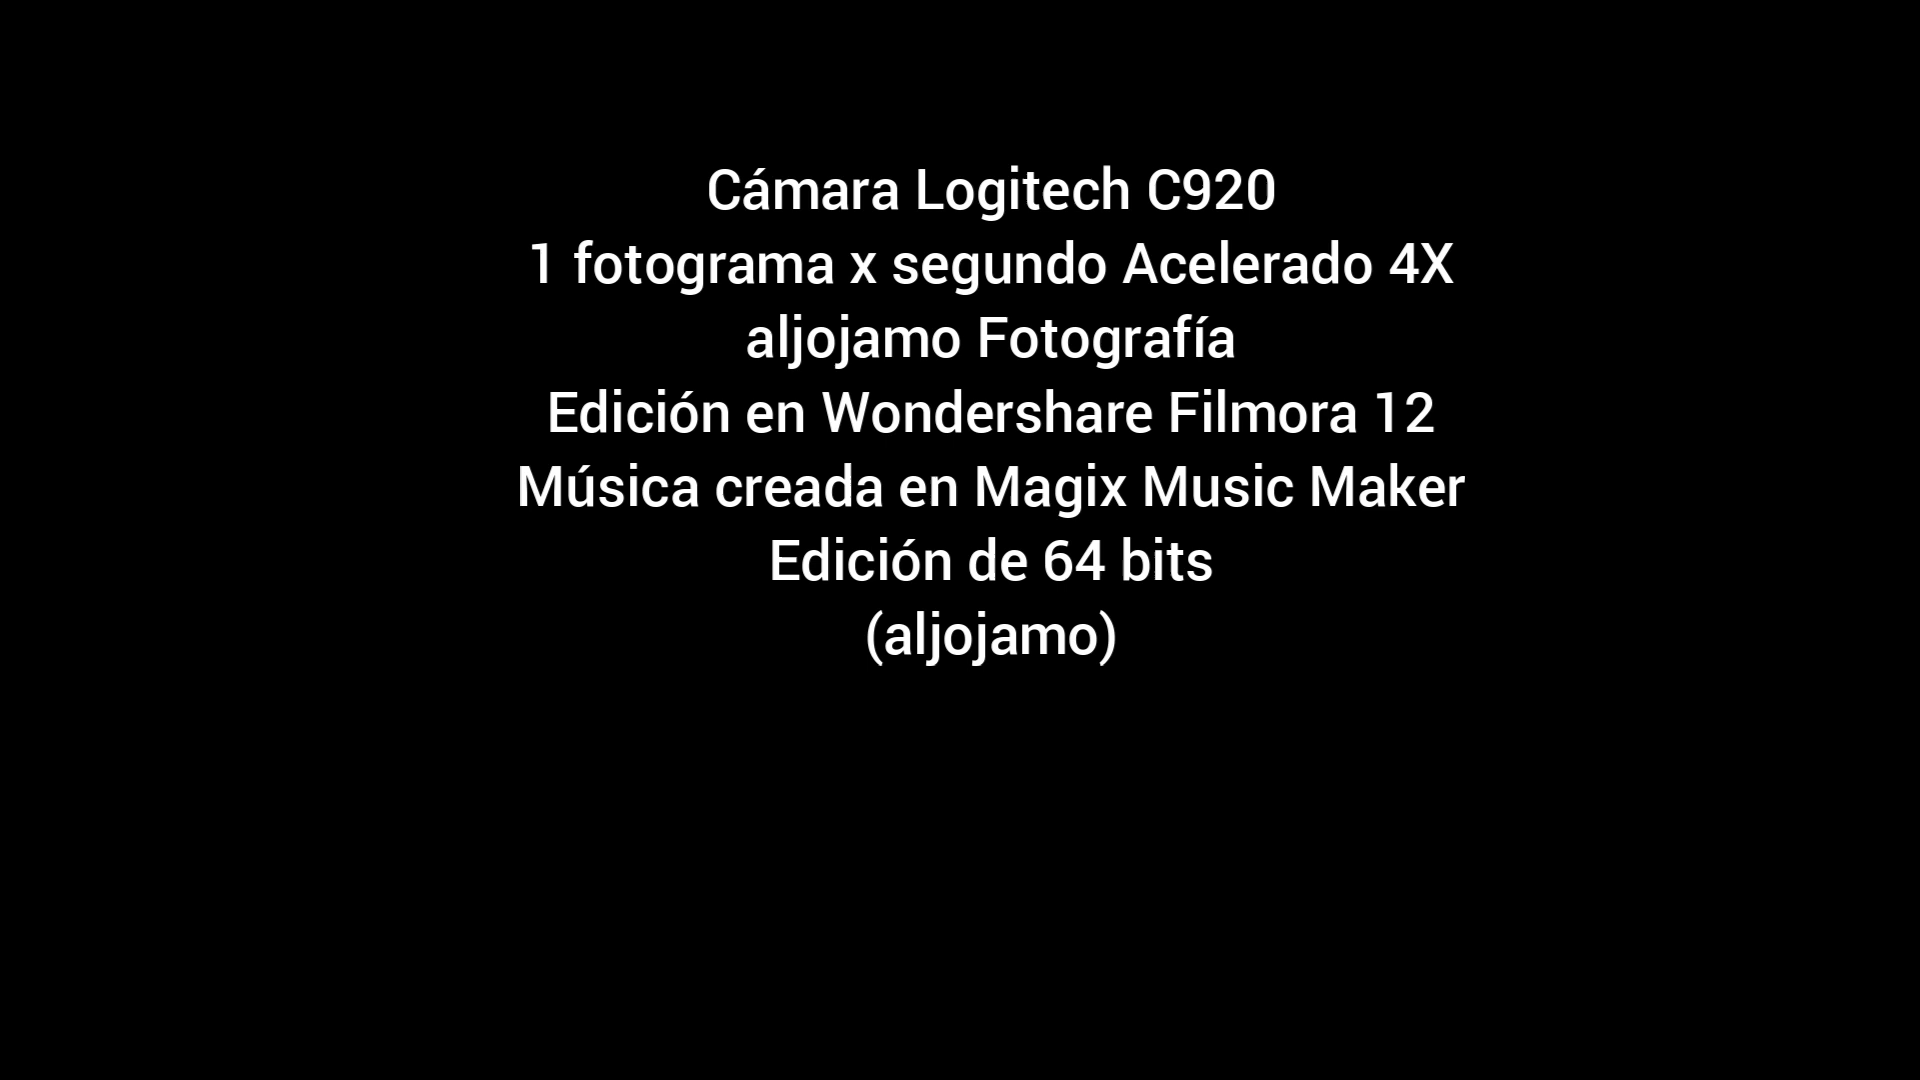 Cámara Logitech C920
1 fotograma x segundo Acelerado 4X
aljojamo Fotografía
Edición en Wondershare Filmora 12
Música creada en Magix Music Maker
Edición de 64 bits
(aljojamo)